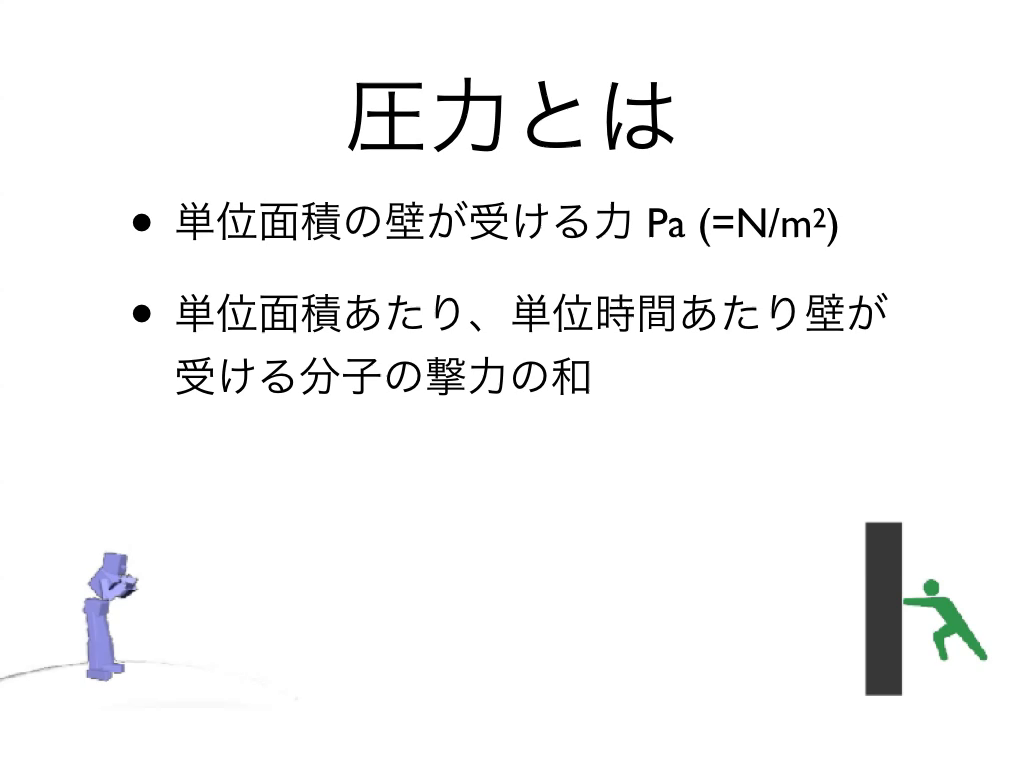 圧力とは
• 単位面積の壁が受ける力 Pa (=N/m²)
• 単位面積あたり、単位時間あたり壁が
受ける分子の撃力の和